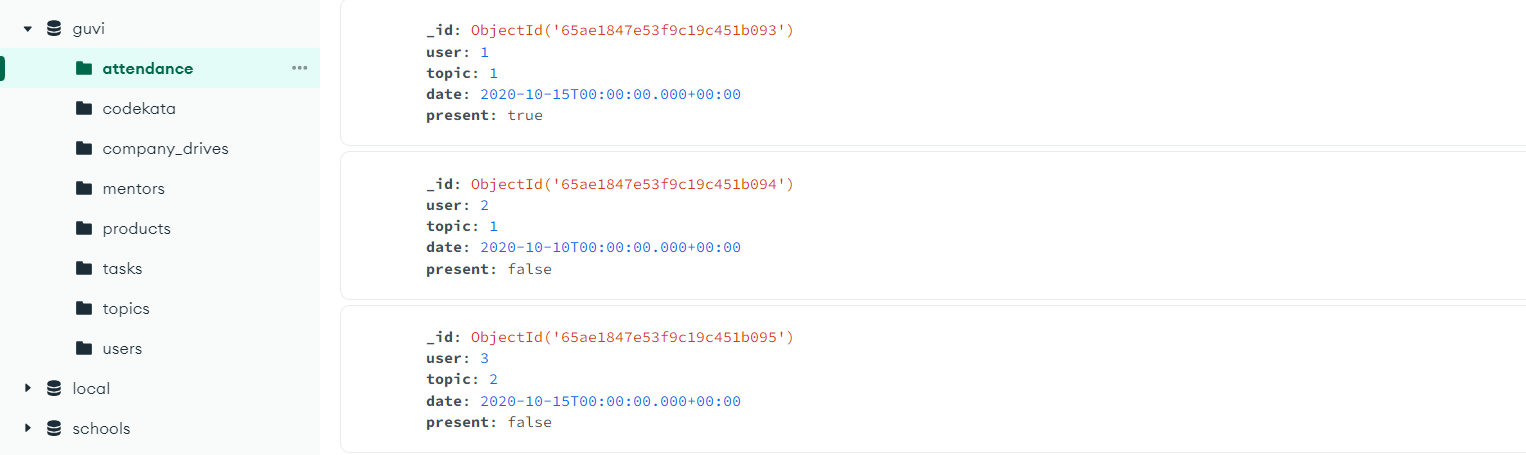 guvi
attendance
codekata
company_drives
mentors
products
tasks
topics
users
local
schools
_id: ObjectId('65ae1847e53f9c19c451b093')
user: 1
topic: 1
date: 2020-10-15T00:00:00.000+00:00
present: true
_id: ObjectId('65ae1847e53f9c19c451b094')
user: 2
topic: 1
date: 2020-10-10T00:00:00.000+00:00
present: false
_id: ObjectId('65ae1847e53f9c19c451b095')
user: 3
topic: 2
date: 2020-10-15T00:00:00.000+00:00
present: false